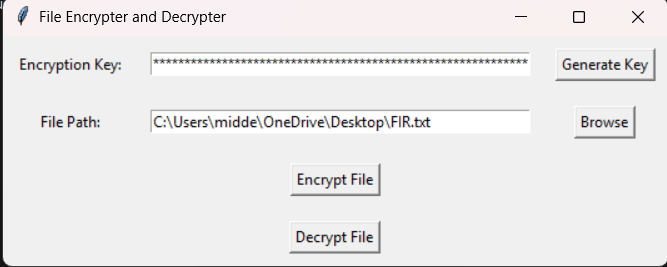 File Encrypter and Decrypter
Encryption Key: ************************************************************ Generate Key
File Path: C:\Users\midde\OneDrive\Desktop\FIR.txt Browse
Encrypt File
Decrypt File